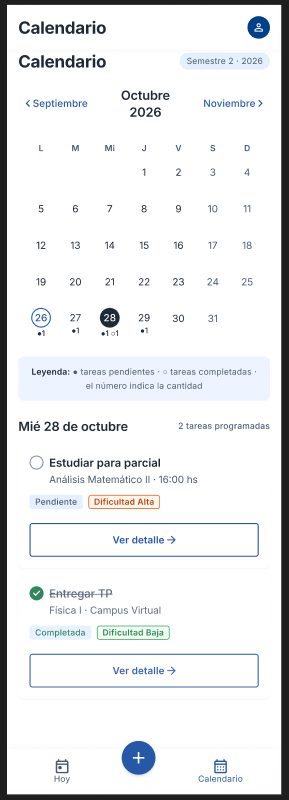 Calendario
Calendario
Semestre 2 · 2026
Septiembre
Octubre
2026
Noviembre
L M Mi J V S D
1 2 3 4
5 6 7 8 9 10 11
12 13 14 15 16 17 18
19 20 21 22 23 24 25
26 27 28 29 30 31
●1 ●1 ●1 ○1 ●1
Leyenda: ● tareas pendientes · ○ tareas completadas ·
el número indica la cantidad
Mié 28 de octubre
2 tareas programadas
Estudiar para parcial
Análisis Matemático II · 16:00 hs
Pendiente
Dificultad Alta
Ver detalle →
Entregar TP
Física I · Campus Virtual
Completada
Dificultad Baja
Ver detalle →
Hoy
Calendario